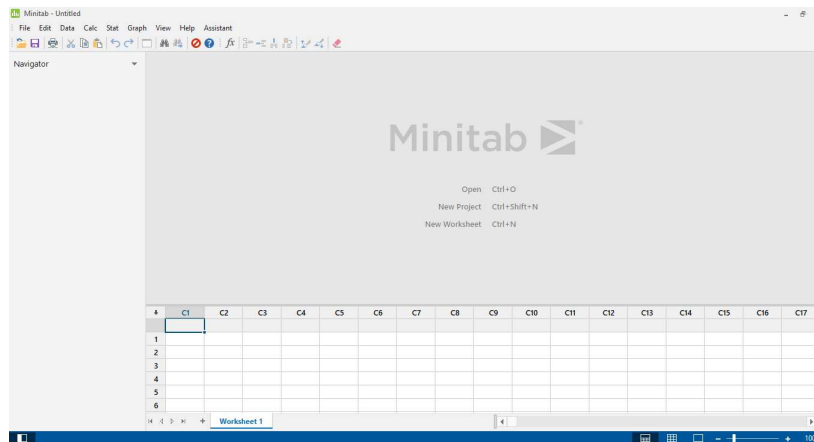 Minitab - Untitled
File Edit Data Calc Stat Graph View Help Assistant
Navigator
Minitab
Open Ctrl+O
New Project Ctrl+Shift+N
New Worksheet Ctrl+N
C1 C2 C3 C4 C5 C6 C7 C8 C9 C10 C11 C12 C13 C14 C15 C16 C17
1
2
3
4
5
6
Worksheet 1
100